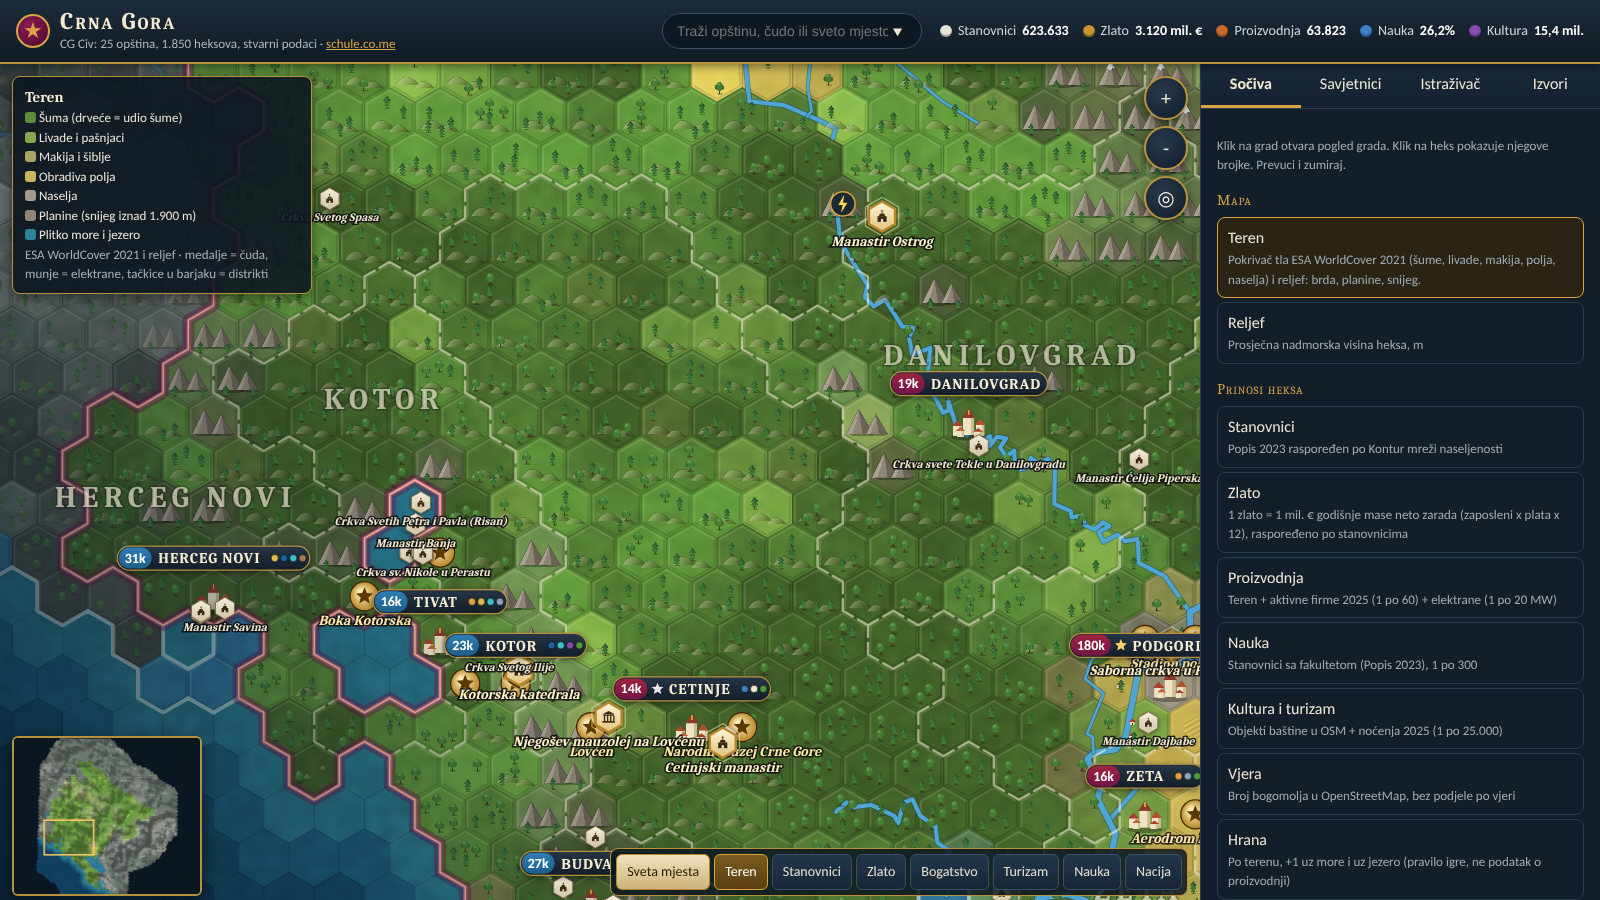 Crna Gora
CG Civ: 25 opština, 1.850 heksova, stvarni podaci · schule.co.me
Traži opštinu, čudo ili sveto mjesto
Stanovnici 623.633
Zlato 3.120 mil. €
Proizvodnja 63.823
Nauka 26,2%
Kultura 15,4 mil.
Teren
Šuma (drveće = udio šume)
Livade i pašnjaci
Makija i šiblje
Obradiva polja
Naselja
Planine (snijeg iznad 1.900 m)
Plitko more i jezero
ESA WorldCover 2021 i reljef · medalje = čuda,
munje = elektrane, tačkice u barjaku = distrikti
Crkva Svetog Spasa
Manastir Ostrog
DANILOVGRAD
19k DANILOVGRAD
KOTOR
Crkva svete Tekle u Danilovgradu
Manastir Ćelija Piperska
HERCEG NOVI
Crkva Svetih Petra i Pavla (Risan)
Manastir Banja
31k HERCEG NOVI
Crkva sv. Nikole u Perastu
16k TIVAT
Boka Kotorska
Manastir Savina
23k KOTOR
180k PODGORI
Stadion po
Saborna crkva u H
Crkva Svetog Ilije
Kotorska katedrala
14k CETINJE
Njegošev mauzolej na Lovćenu
Lovćen
Cetinjski manastir
Manastir Dajbabe
16k ZETA
Aerodrom
27k BUDVA
Sveta mjesta
Teren
Stanovnici
Zlato
Bogatstvo
Turizam
Nauka
Nacija
+
-
Sočiva
Savjetnici
Istraživač
Izvori
Klik na grad otvara pogled grada. Klik na heks pokazuje njegove
brojke. Prevuci i zumiraj.
Mapa
Teren
Pokrivač tla ESA WorldCover 2021 (šume, livade, makija, polja,
naselja) i reljef: brda, planine, snijeg.
Reljef
Prosječna nadmorska visina heksa, m
Prinosi heksa
Stanovnici
Popis 2023 raspoređen po Kontur mreži naseljenosti
Zlato
1 zlato = 1 mil. € godišnje mase neto zarada (zaposleni x plata x
12), raspoređeno po stanovnicima
Proizvodnja
Teren + aktivne firme 2025 (1 po 60) + elektrane (1 po 20 MW)
Nauka
Stanovnici sa fakultetom (Popis 2023), 1 po 300
Kultura i turizam
Objekti baštine u OSM + noćenja 2025 (1 po 25.000)
Vjera
Broj bogomolja u OpenStreetMap, bez podjele po vjeri
Hrana
Po terenu, +1 uz more i uz jezero (pravilo igre, ne podatak o
proizvodnji)